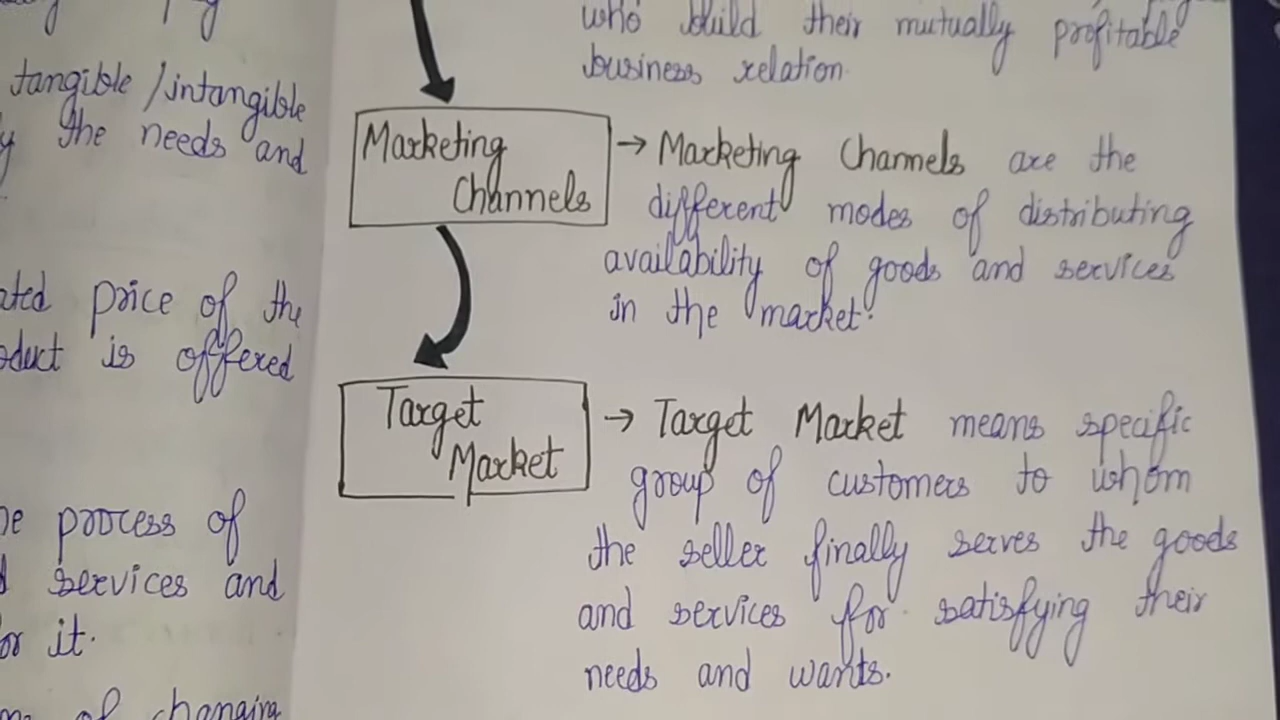 tangible / intangible
the needs and
price of the
is offered
process of
services and
it.
of changing
who build their mutually profitable
business relation.
Marketing
Channels
→ Marketing Channels are the
different modes of distributing
availability of goods and services
in the market.
Target
Market
→ Target Market means specific
group of customers to whom
the seller finally serves the goods
and services for satisfying their
needs and wants.